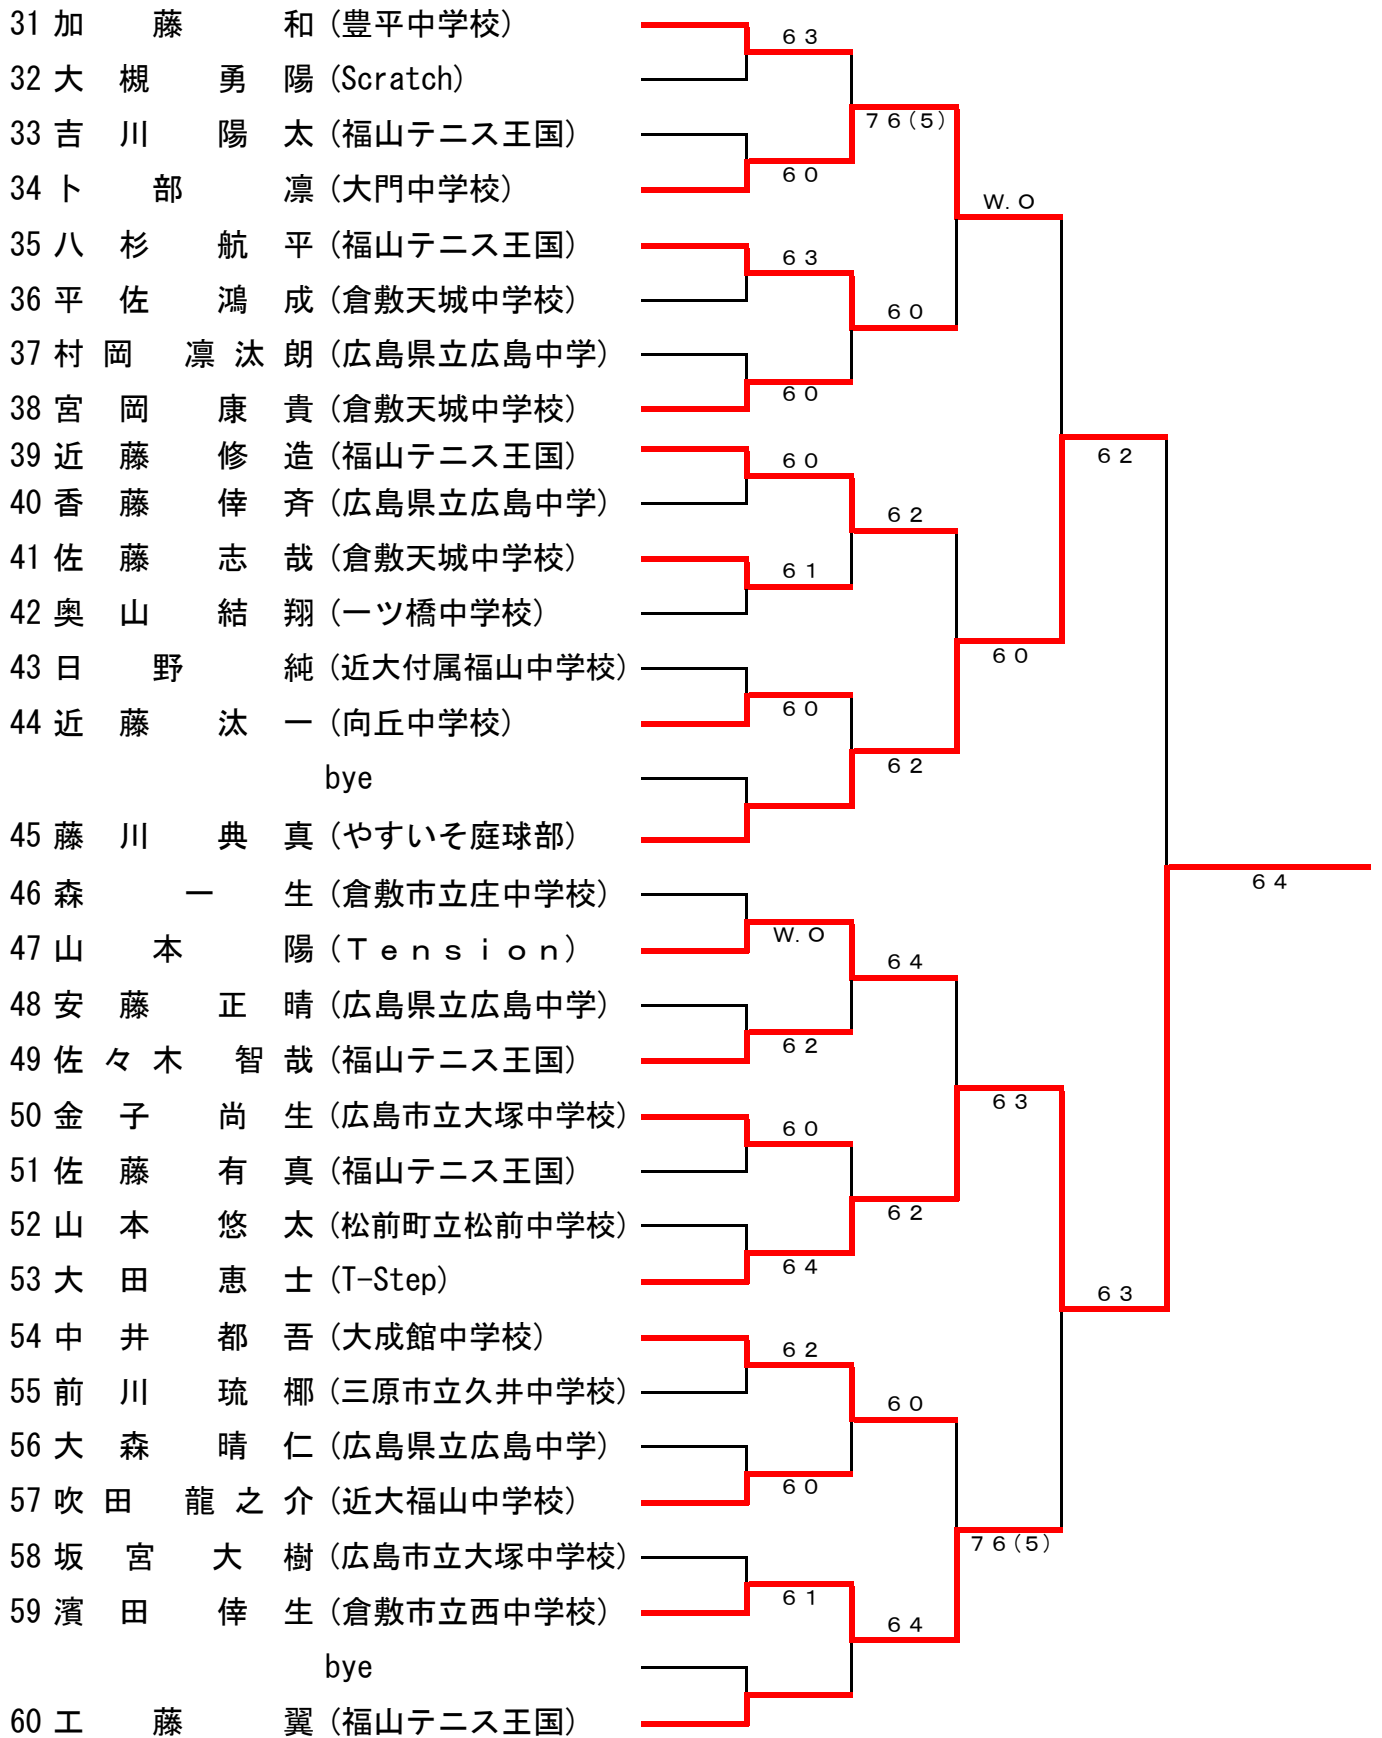 31 加藤和 (豊平中学校)
63
32 大槻勇陽 (Scratch)
76(5)
33 吉川陽太 (福山テニス王国)
60
34 卜部凛 (大門中学校)
W.O
35 八杉航平 (福山テニス王国)
63
36 平佐鴻成 (倉敷天城中学校)
60
37 村岡凛汰朗 (広島県立広島中学)
60
38 宮岡康貴 (倉敷天城中学校)
62
39 近藤修造 (福山テニス王国)
60
40 香藤倖斉 (広島県立広島中学)
62
41 佐藤志哉 (倉敷天城中学校)
61
42 奥山結翔 (一ツ橋中学校)
60
43 日野純 (近大付属福山中学校)
60
44 近藤汰一 (向丘中学校)
62
bye
45 藤川典真 (やすいそ庭球部)
64
46 森一生 (倉敷市立庄中学校)
W.O
47 山本陽 (Tension)
64
48 安藤正晴 (広島県立広島中学)
62
49 佐々木智哉 (福山テニス王国)
63
50 金子尚生 (広島市立大塚中学校)
60
51 佐藤有真 (福山テニス王国)
62
52 山本悠太 (松前町立松前中学校)
64
53 大田恵士 (T-Step)
63
54 中井都吾 (大成館中学校)
62
55 前川琉椰 (三原市立久井中学校)
60
56 大森晴仁 (広島県立広島中学)
60
57 吹田龍之介 (近大福山中学校)
76(5)
58 坂宮大樹 (広島市立大塚中学校)
61
59 濱田倖生 (倉敷市立西中学校)
64
bye
60 工藤翼 (福山テニス王国)